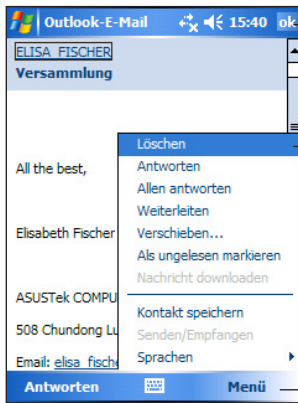 Outlook-E-Mail 15:40 ok
ELISA FISCHER
Versammlung
Löschen
Antworten
All the best,
Allen antworten
Weiterleiten
Elisabeth Fischer
Verschieben...
Als ungelesen markieren
Nachricht downloaden
ASUSTek COMPU
Kontakt speichern
508 Chundong Lu
Senden/Empfangen
Email: elisa_fische
Sprachen
Antworten Menü